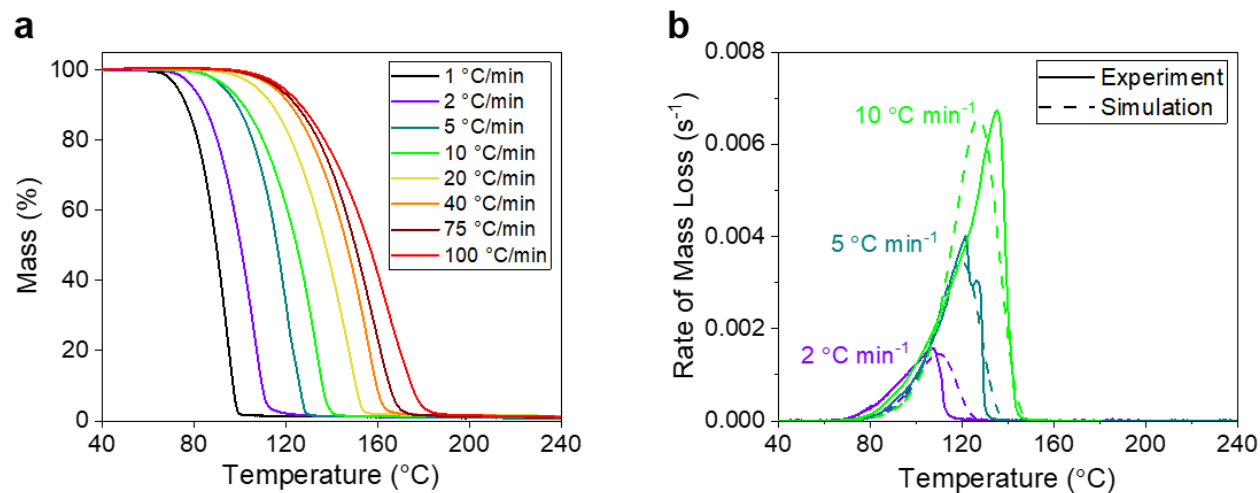 a
100
80
60
40
20
0
Mass (%)
40
80
120
160
200
240
Temperature (°C)
1 °C/min
2 °C/min
5 °C/min
10 °C/min
20 °C/min
40 °C/min
75 °C/min
100 °C/min
b
0.008
0.006
0.004
0.002
0.000
Rate of Mass Loss (s⁻¹)
40
80
120
160
200
240
Temperature (°C)
Experiment
Simulation
10 °C min⁻¹
5 °C min⁻¹
2 °C min⁻¹